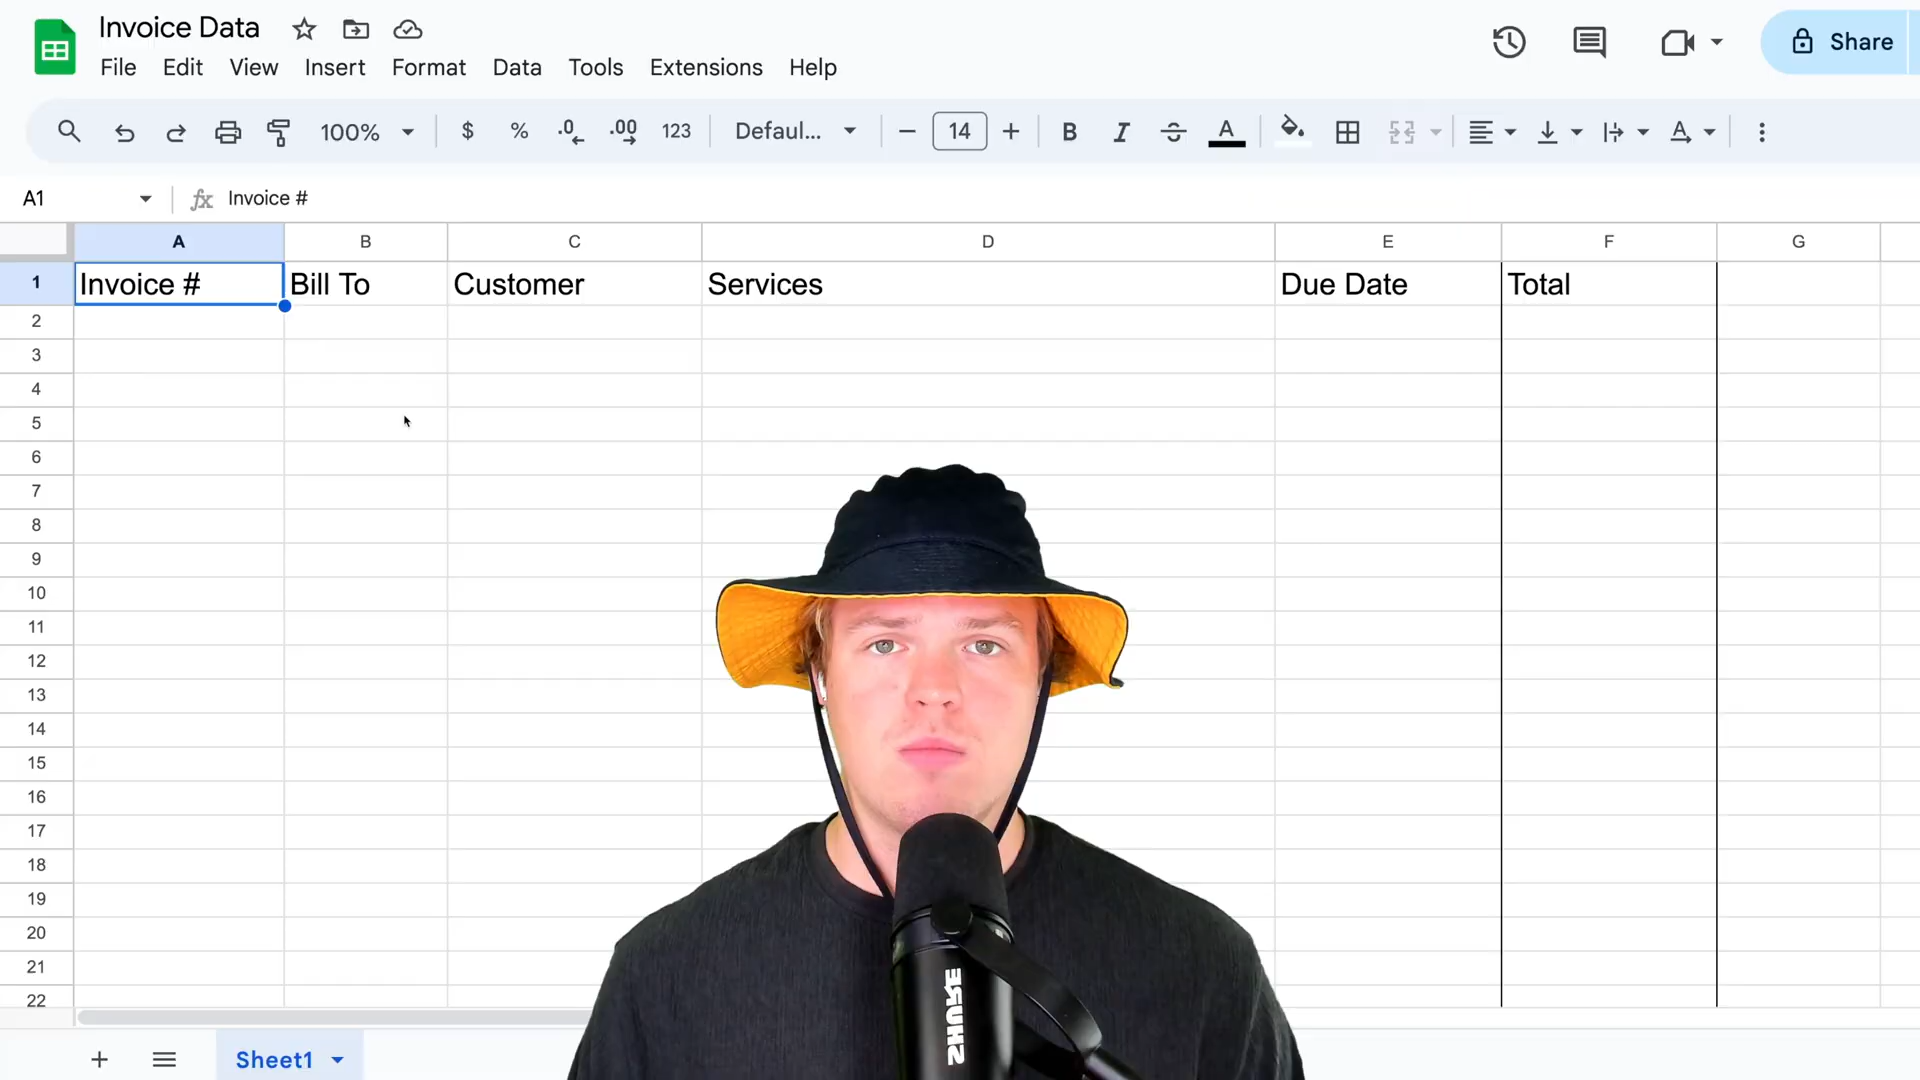 Invoice Data
File Edit View Insert Format Data Tools Extensions Help
Share
100% $ % .0 .00 123 Defaul... 14 B I A A
A1 fx Invoice #
A B C D E F G
1 Invoice # Bill To Customer Services Due Date Total
2
3
4
5
6
7
8
9
10
11
12
13
14
15
16
17
18
19
20
21
22
SHURE
Sheet1